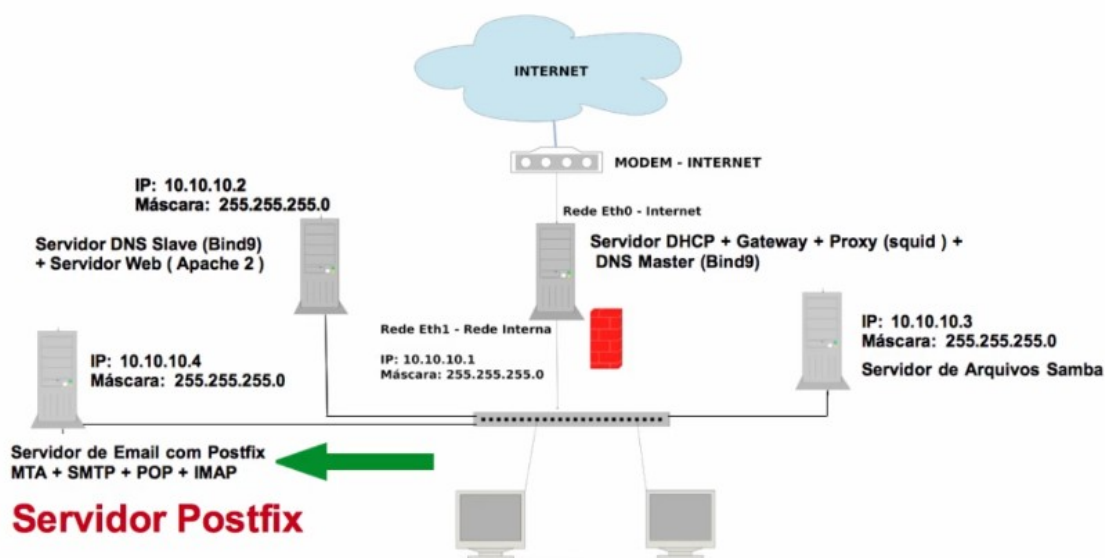 INTERNET
MODEM - INTERNET
IP: 10.10.10.2
Máscara: 255.255.255.0
Rede Eth0 - Internet
Servidor DNS Slave (Bind9)
+ Servidor Web ( Apache 2 )
Servidor DHCP + Gateway + Proxy (squid ) +
DNS Master (Bind9)
Rede Eth1 - Rede Interna
IP: 10.10.10.1
Máscara: 255.255.255.0
IP: 10.10.10.3
Máscara: 255.255.255.0
Servidor de Arquivos Samba
IP: 10.10.10.4
Máscara: 255.255.255.0
Servidor de Email com Postfix
MTA + SMTP + POP + IMAP
Servidor Postfix